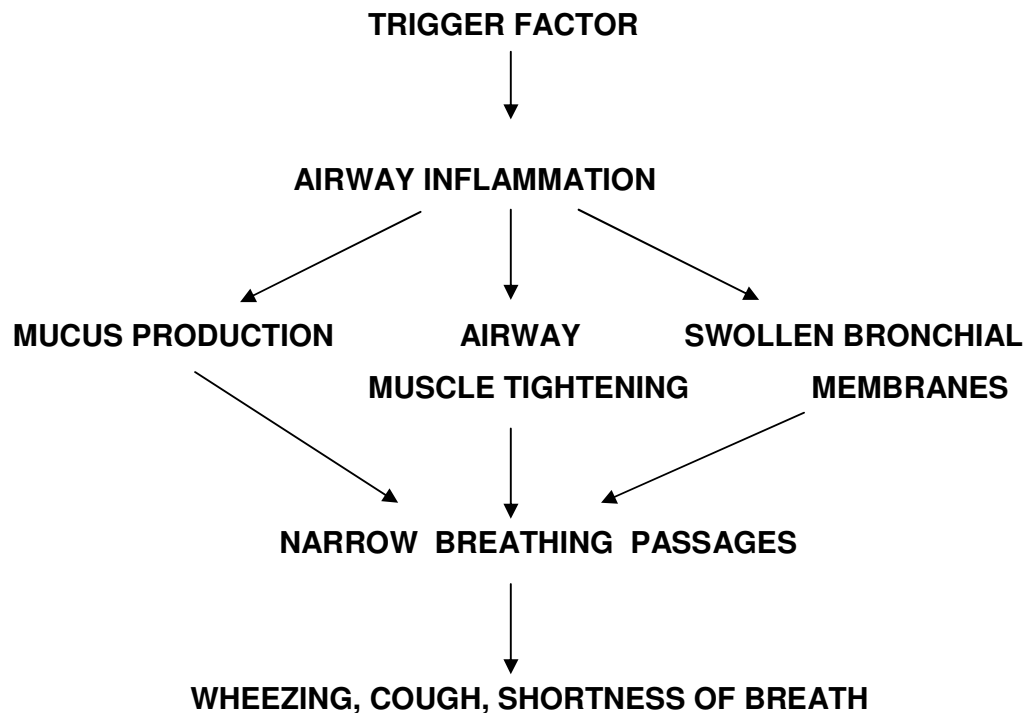 TRIGGER FACTOR
AIRWAY INFLAMMATION
MUCUS PRODUCTION
AIRWAY
MUSCLE TIGHTENING
SWOLLEN BRONCHIAL
MEMBRANES
NARROW BREATHING PASSAGES
WHEEZING, COUGH, SHORTNESS OF BREATH